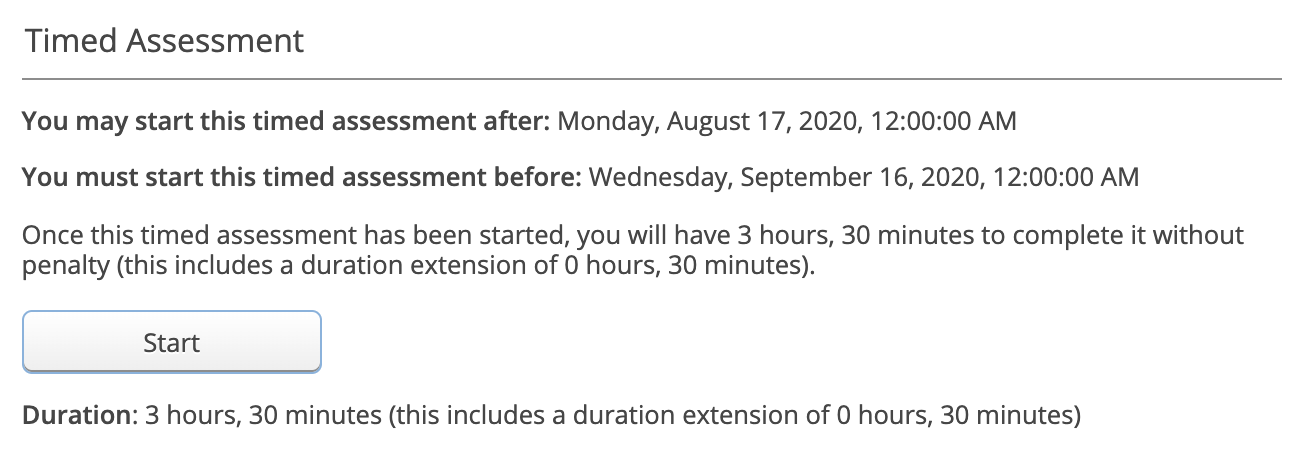 Timed Assessment
You may start this timed assessment after: Monday, August 17, 2020, 12:00:00 AM
You must start this timed assessment before: Wednesday, September 16, 2020, 12:00:00 AM
Once this timed assessment has been started, you will have 3 hours, 30 minutes to complete it without
penalty (this includes a duration extension of 0 hours, 30 minutes).
Start
Duration: 3 hours, 30 minutes (this includes a duration extension of 0 hours, 30 minutes)